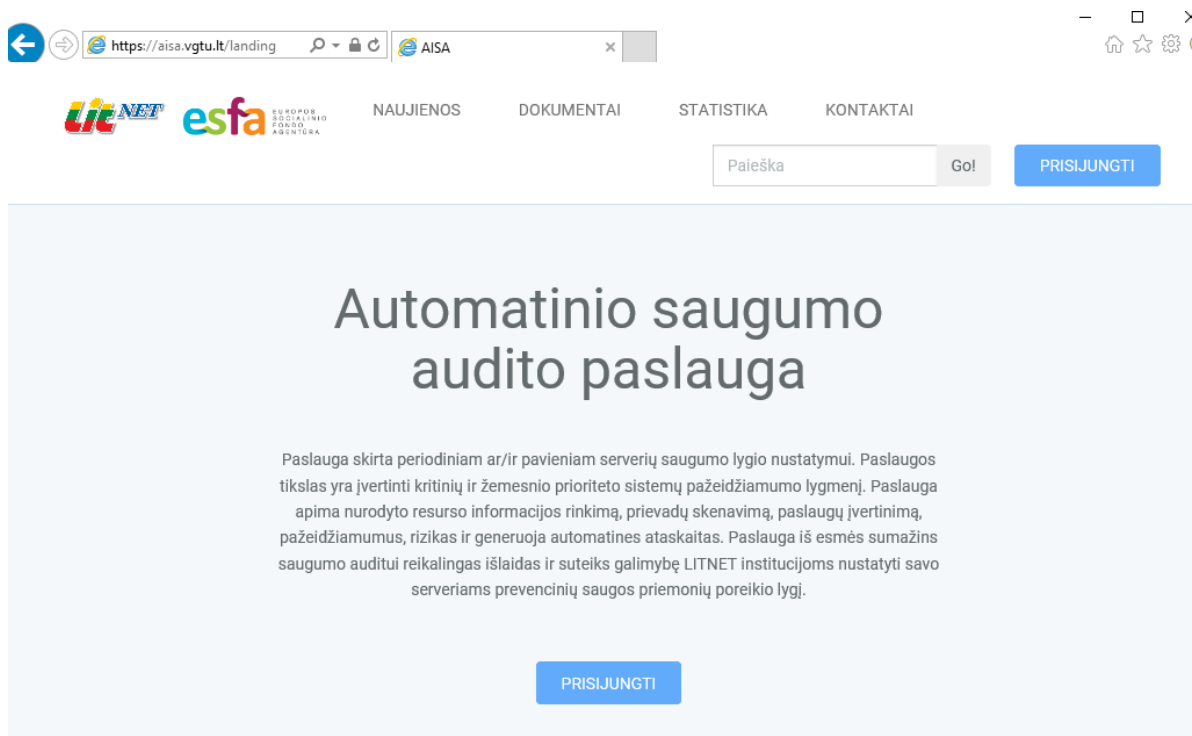 https://aisa.vgtu.lt/landing
AISA
LitNET
esfa
EUROPOS
SOCIALINIO
FONDO
AGENTŪRA
NAUJIENOS
DOKUMENTAI
STATISTIKA
KONTAKTAI
Paieška
Go!
PRISIJUNGTI
Automatinio saugumo
audito paslauga
Paslauga skirta periodiniam ar/ir pavieniam serverių saugumo lygio nustatymui. Paslaugos
tikslas yra įvertinti kritinių ir žemesnio prioriteto sistemų pažeidžiamumo lygmenį. Paslauga
apima nurodyto resurso informacijos rinkimą, prievadų skenavimą, paslaugų įvertinimą,
pažeidžiamumus, rizikas ir generuoja automatines ataskaitas. Paslauga iš esmės sumažins
saugumo auditui reikalingas išlaidas ir suteiks galimybę LITNET institucijoms nustatyti savo
serveriams prevencinių saugos priemonių poreikio lygį.
PRISIJUNGTI